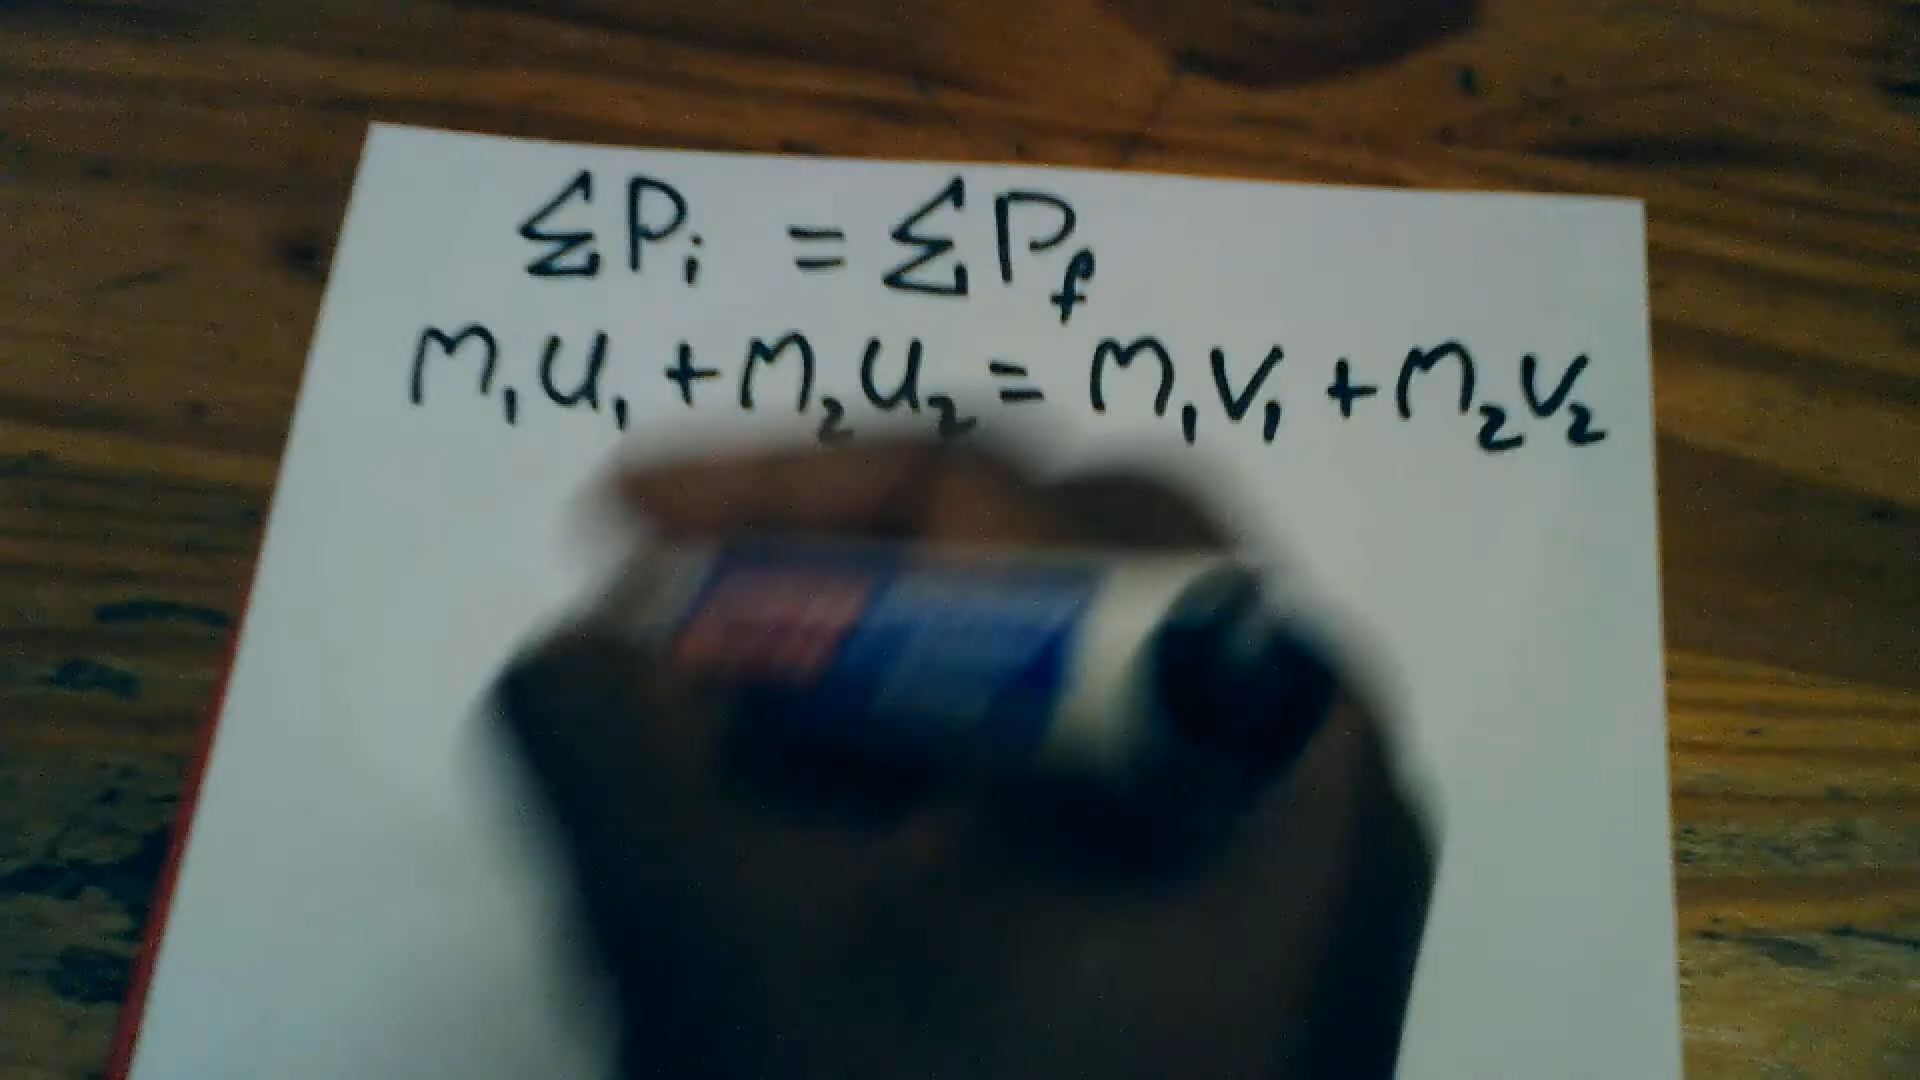 ΣPi = ΣPf
M₁U₁ + M₂U₂ = M₁V₁ + M₂V₂